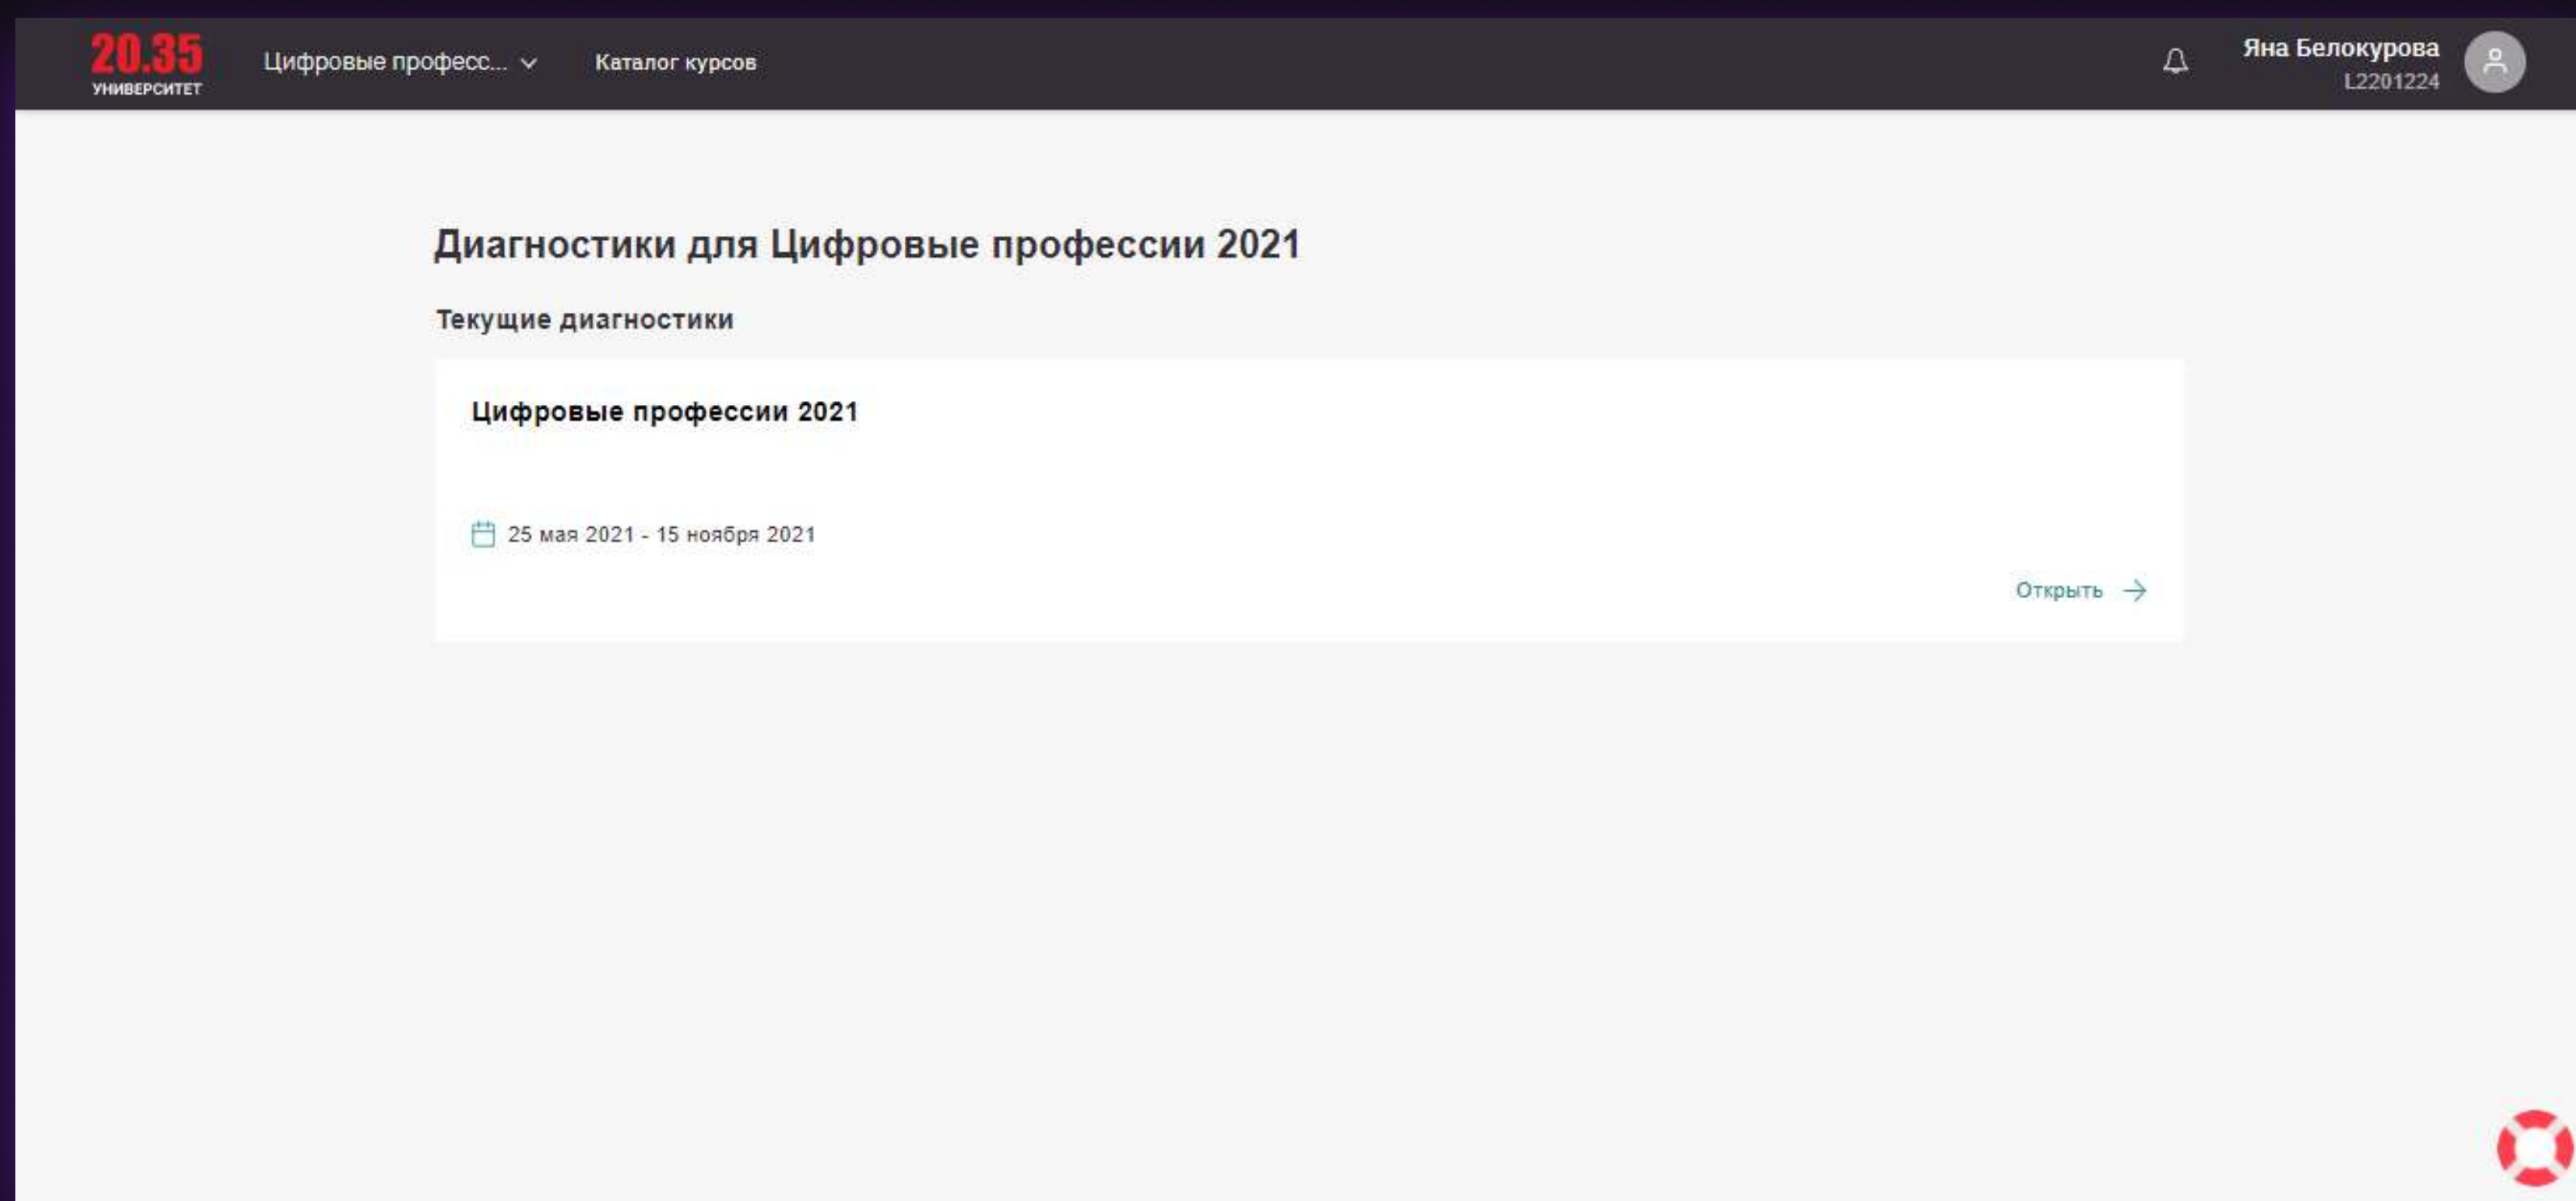 20.35
УНИВЕРСИТЕТ
Цифровые професс...
Каталог курсов
Яна Белокурова
L2201224
Диагностики для Цифровые профессии 2021
Текущие диагностики
Цифровые профессии 2021
25 мая 2021 - 15 ноября 2021
Открыть